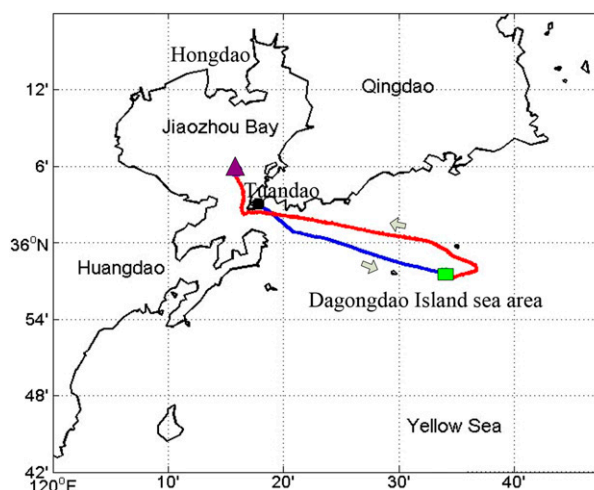 Hongdao
Qingdao
12'
Jiaozhou Bay
6'
Tuandao
36°N
Huangdao
Dagongdao Island sea area
54'
48'
Yellow Sea
42'
120°E
10'
20'
30'
40'